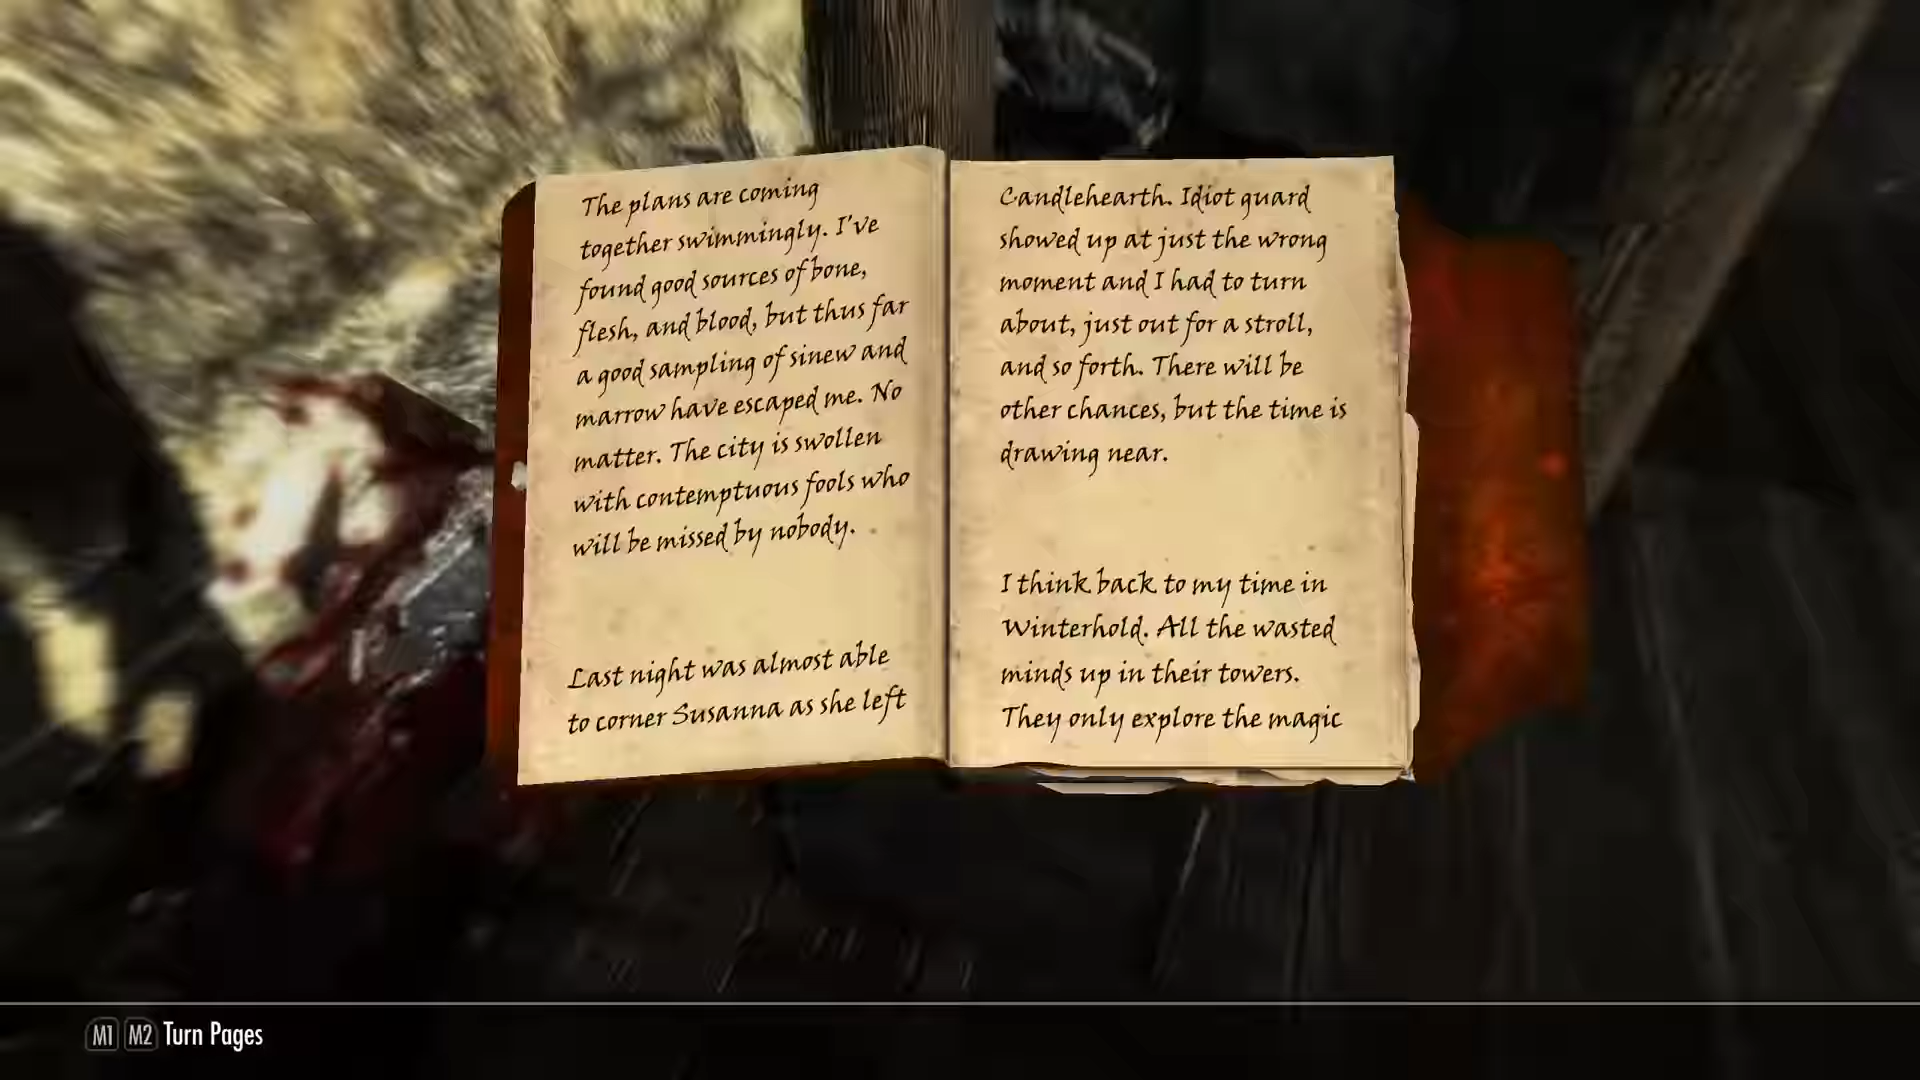 The plans are coming
together swimmingly. I've
found good sources of bone,
flesh, and blood, but thus far
a good sampling of sinew and
marrow have escaped me. No
matter. The city is swollen
with contemptuous fools who
will be missed by nobody.
Last night was almost able
to corner Susanna as she left
Candlehearth. Idiot guard
showed up at just the wrong
moment and I had to turn
about, just out for a stroll,
and so forth. There will be
other chances, but the time is
drawing near.
I think back to my time in
Winterhold. All the wasted
minds up in their towers.
They only explore the magic
M1 M2 Turn Pages